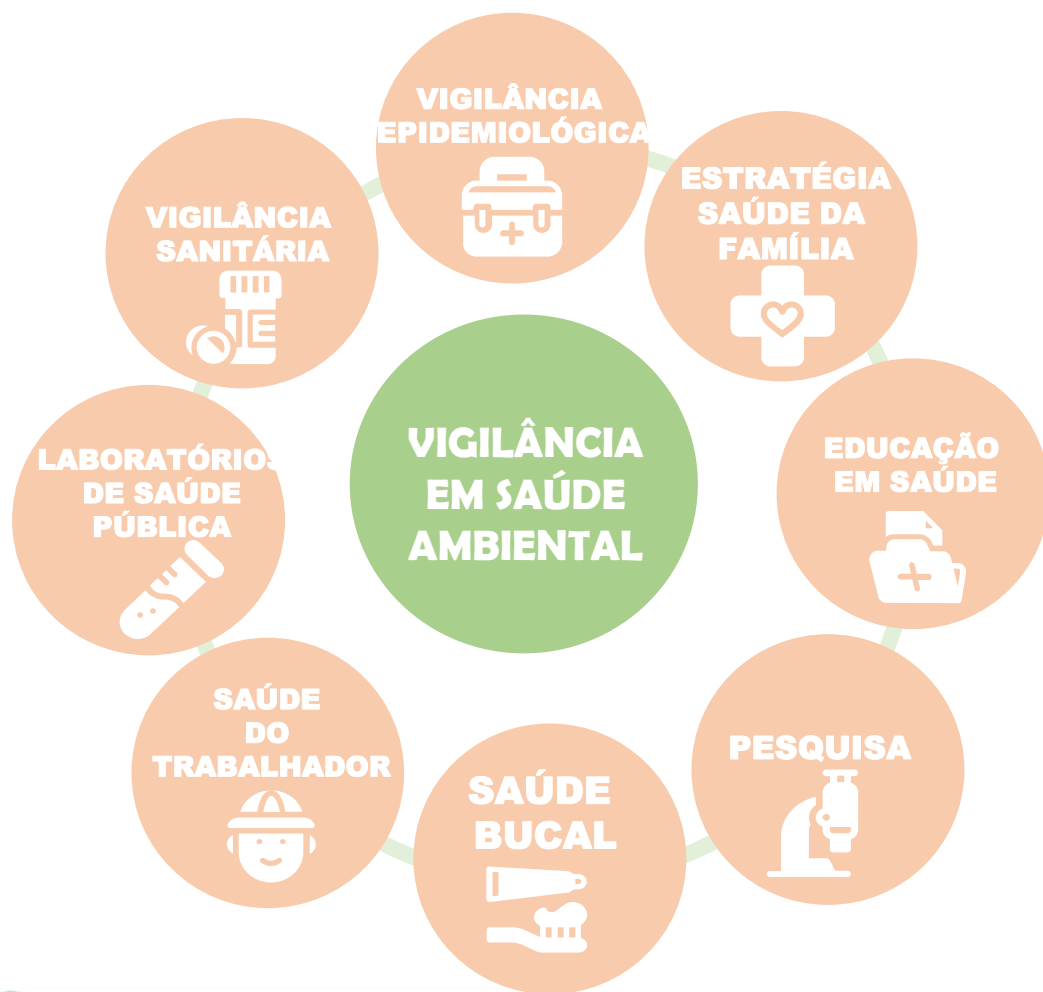 VIGILÂNCIA
EPIDEMIOLÓGICA
ESTRATÉGIA
SAÚDE DA
FAMÍLIA
VIGILÂNCIA
SANITÁRIA
VIGILÂNCIA
EM SAÚDE
AMBIENTAL
EDUCAÇÃO
EM SAÚDE
LABORATÓRIOS
DE SAÚDE
PÚBLICA
SAÚDE
DO
TRABALHADOR
PESQUISA
SAÚDE
BUCAL